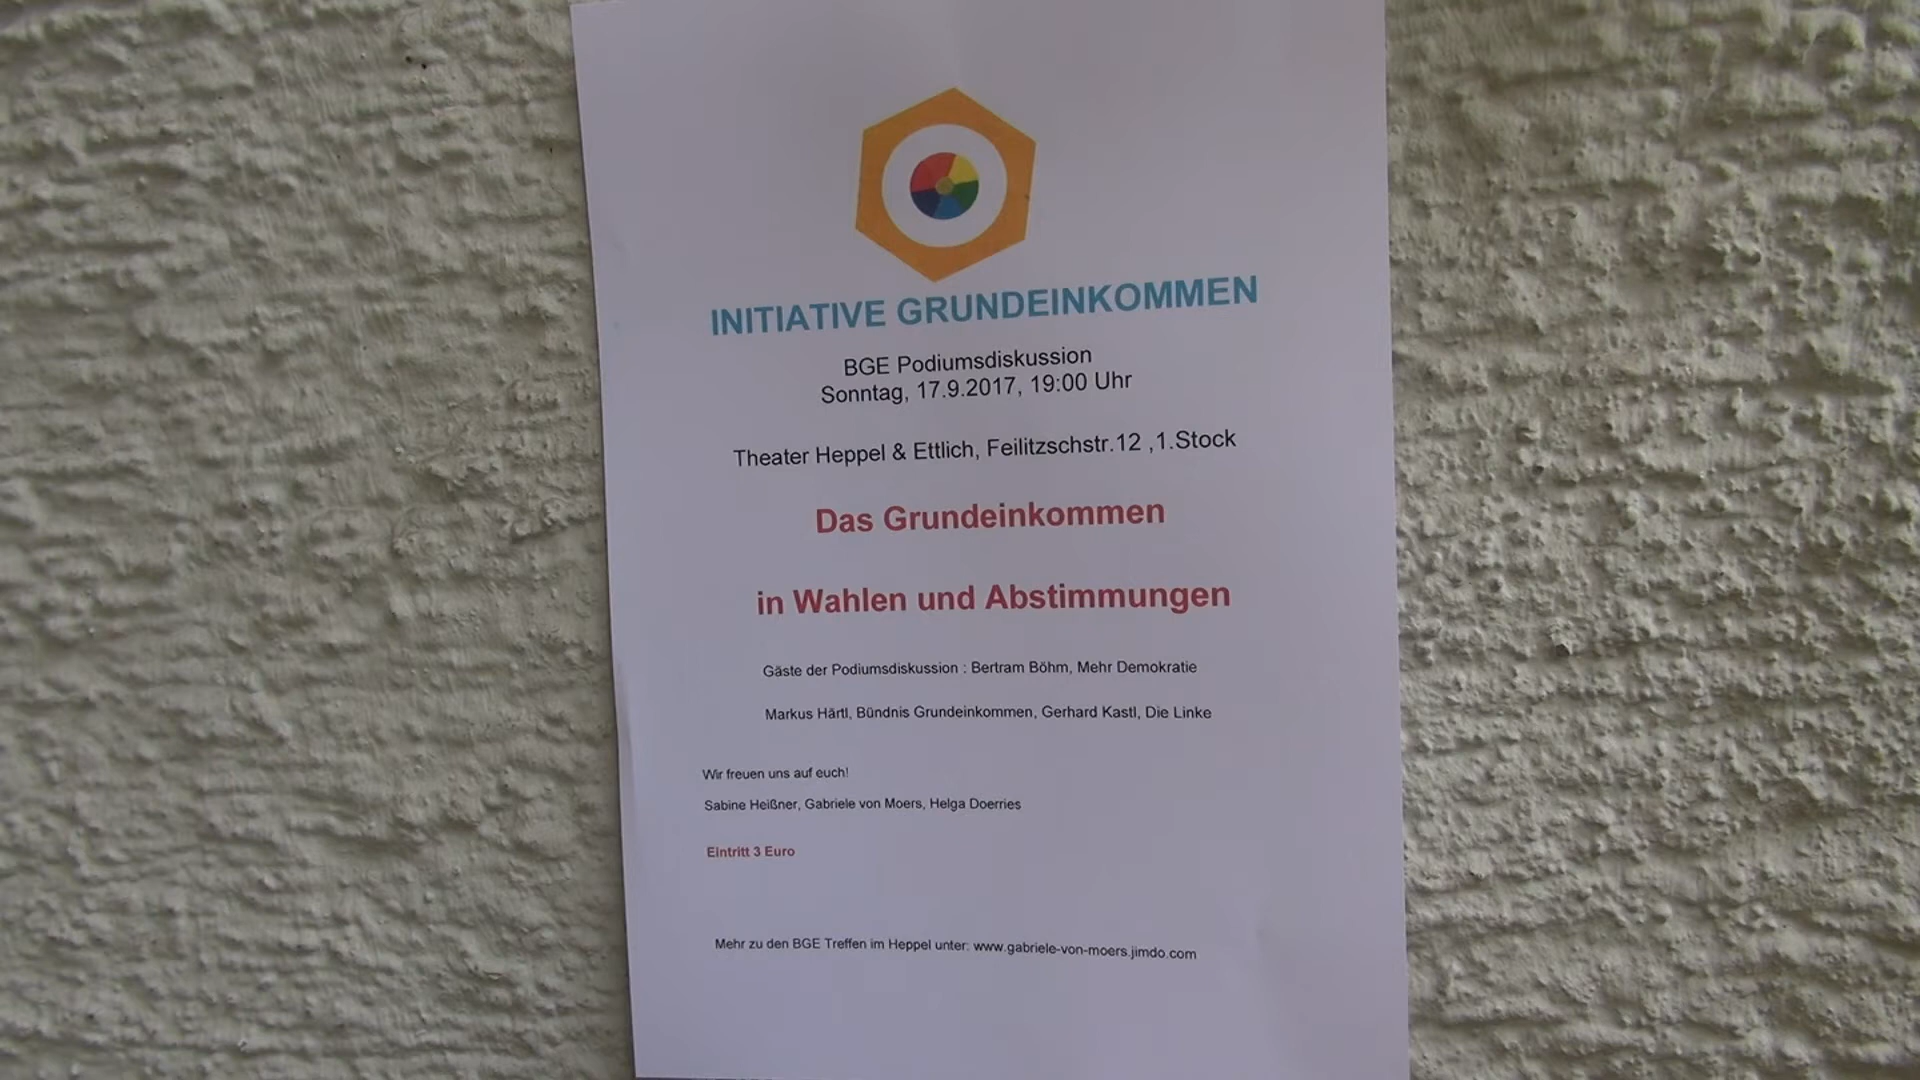 INITIATIVE GRUNDEINKOMMEN
BGE Podiumsdiskussion
Sonntag, 17.9.2017, 19:00 Uhr
Theater Heppel & Ettlich, Feilitzschstr.12 ,1.Stock
Das Grundeinkommen
in Wahlen und Abstimmungen
Gäste der Podiumsdiskussion : Bertram Böhm, Mehr Demokratie
Markus Härtl, Bündnis Grundeinkommen, Gerhard Kastl, Die Linke
Wir freuen uns auf euch!
Sabine Heißner, Gabriele von Moers, Helga Doerries
Eintritt 3 Euro
Mehr zu den BGE Treffen im Heppel unter: www.gabriele-von-moers.jimdo.com